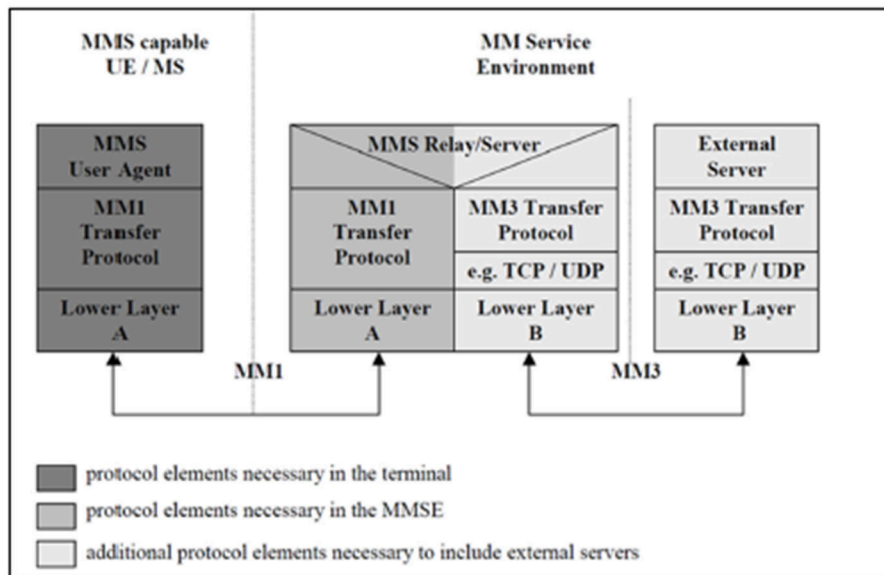 MMS capable
UE / MS
MM Service
Environment
MMS
User Agent
MM1
Transfer
Protocol
Lower Layer
A
MMS Relay/Server
MM1
Transfer
Protocol
Lower Layer
A
MM3 Transfer
Protocol
e.g. TCP / UDP
Lower Layer
B
External
Server
MM3 Transfer
Protocol
e.g. TCP / UDP
Lower Layer
B
MM1
MM3
protocol elements necessary in the terminal
protocol elements necessary in the MMSE
additional protocol elements necessary to include external servers